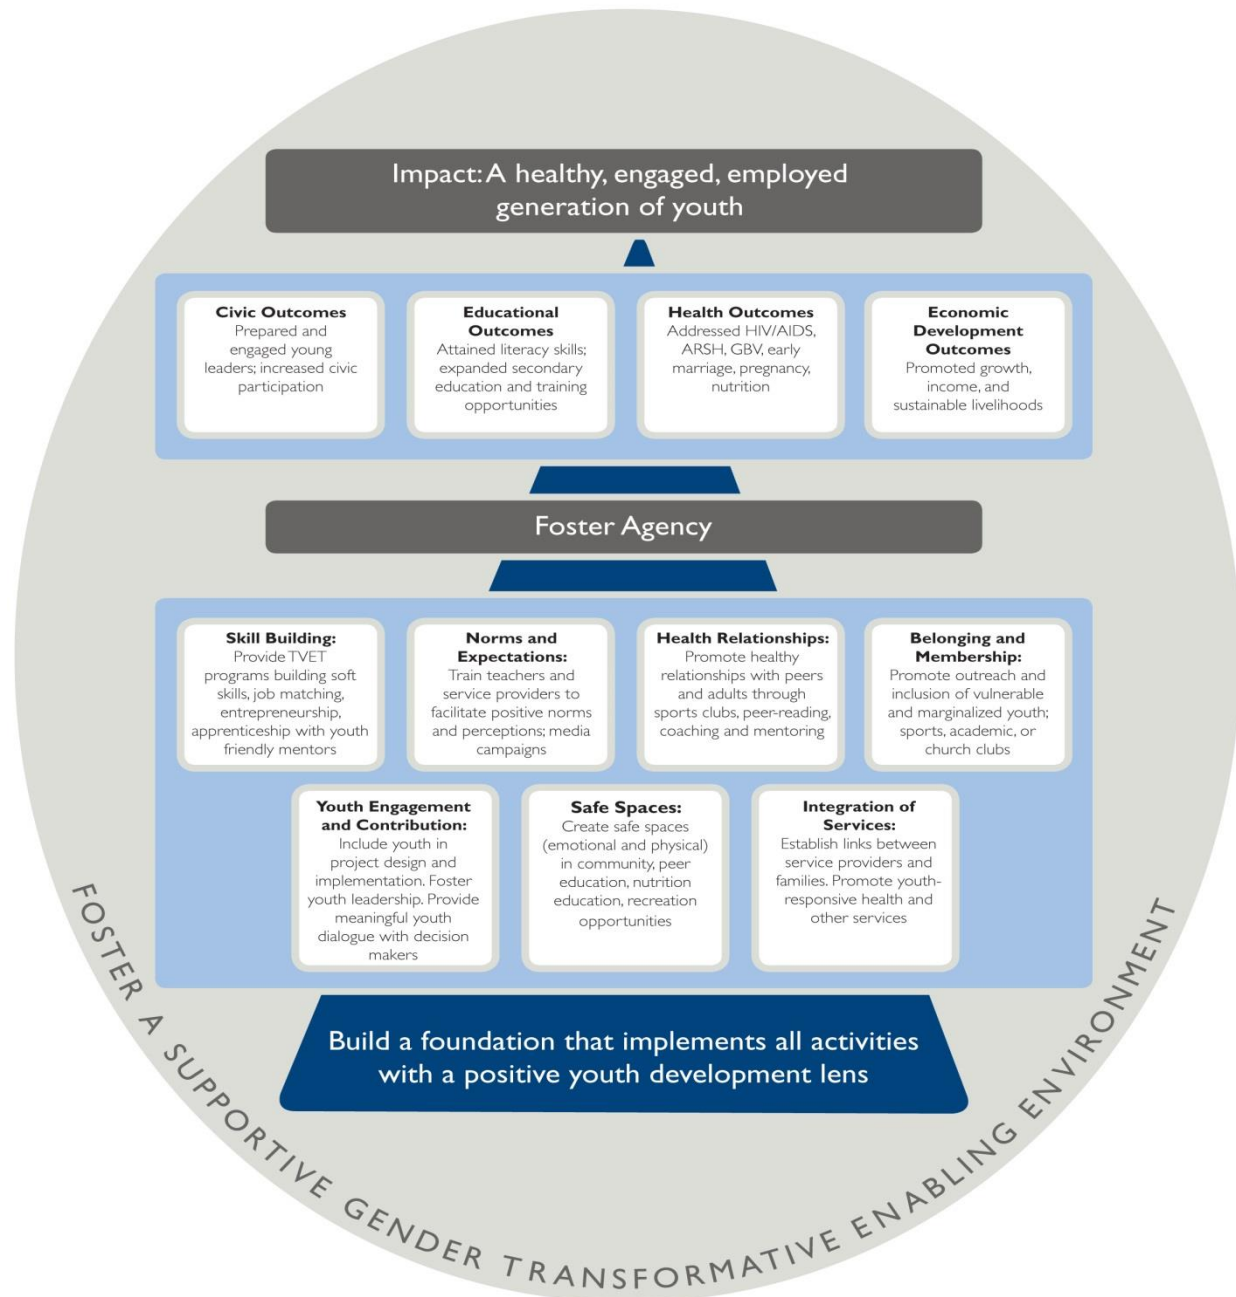 Impact: A healthy, engaged, employed
generation of youth
Civic Outcomes
Prepared and
engaged young
leaders; increased civic
participation
Educational
Outcomes
Attained literacy skills;
expanded secondary
education and training
opportunities
Health Outcomes
Addressed HIV/AIDS,
ARSH, GBV, early
marriage, pregnancy,
nutrition
Economic
Development
Outcomes
Promoted growth,
income, and
sustainable livelihoods
Foster Agency
Skill Building:
Provide TVET
programs building soft
skills, job matching,
entrepreneurship,
apprenticeship with youth
friendly mentors
Norms and
Expectations:
Train teachers and
service providers to
facilitate positive norms
and perceptions; media
campaigns
Health Relationships:
Promote healthy
relationships with peers
and adults through
sports clubs, peer-reading,
coaching and mentoring
Belonging and
Membership:
Promote outreach and
inclusion of vulnerable
and marginalized youth;
sports, academic, or
church clubs
Youth Engagement
and Contribution:
Include youth in
project design and
implementation. Foster
youth leadership. Provide
meaningful youth
dialogue with decision
makers
Safe Spaces:
Create safe spaces
(emotional and physical)
in community, peer
education, nutrition
education, recreation
opportunities
Integration of
Services:
Establish links between
service providers and
families. Promote youth-
responsive health and
other services
Build a foundation that implements all activities
with a positive youth development lens
FOSTER A SUPPORTIVE GENDER TRANSFORMATIVE ENABLING ENVIRONMENT